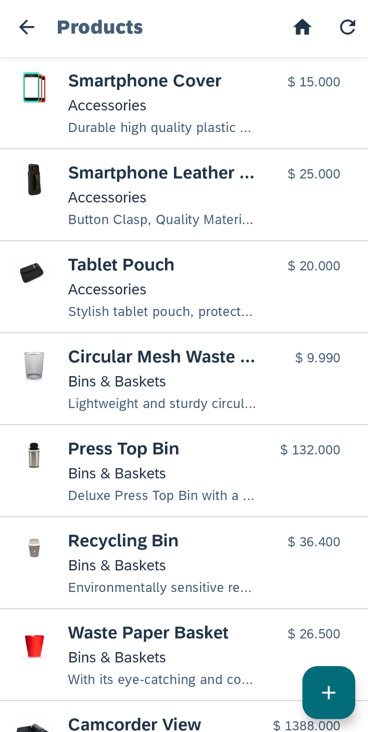 Products
Smartphone Cover $ 15.000
Accessories
Durable high quality plastic ...
Smartphone Leather ... $ 25.000
Accessories
Button Clasp, Quality Materi...
Tablet Pouch $ 20.000
Accessories
Stylish tablet pouch, protect...
Circular Mesh Waste ... $ 9.990
Bins & Baskets
Lightweight and sturdy circul...
Press Top Bin $ 132.000
Bins & Baskets
Deluxe Press Top Bin with a ...
Recycling Bin $ 36.400
Bins & Baskets
Environmentally sensitive re...
Waste Paper Basket $ 26.500
Bins & Baskets
With its eye-catching and co...
Camcorder View $ 1388.000